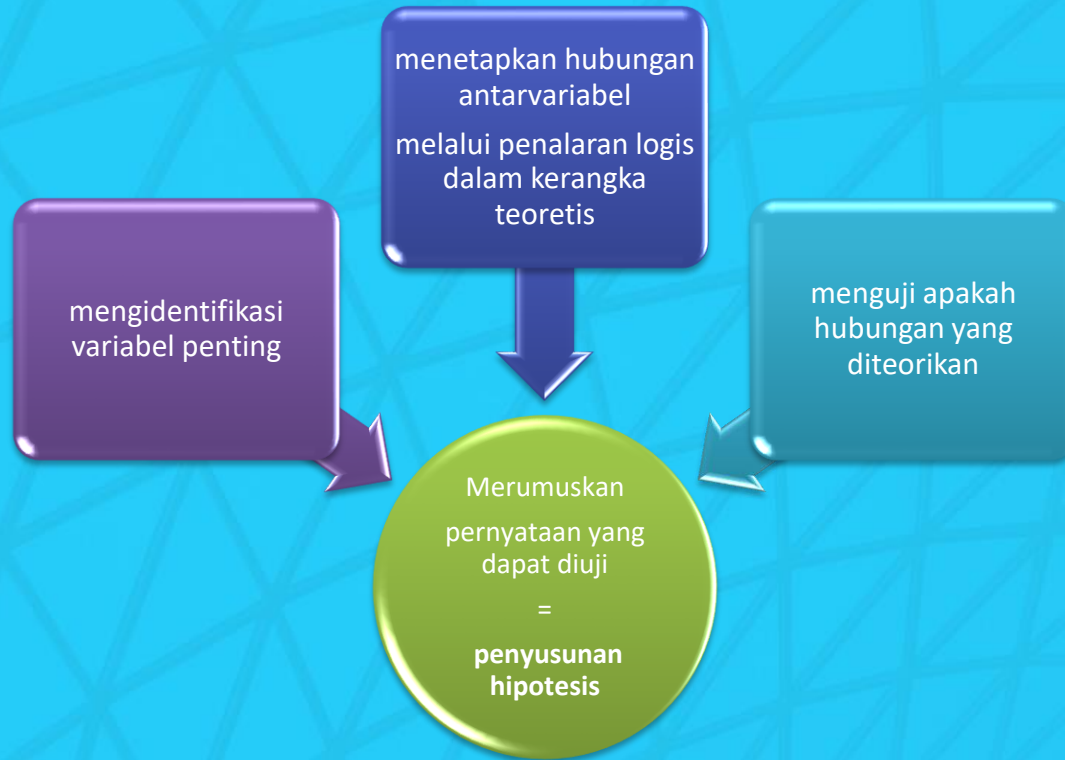 menetapkan hubungan
antarvariabel
melalui penalaran logis
dalam kerangka
teoretis
mengidentifikasi
variabel penting
menguji apakah
hubungan yang
diteorikan
Merumuskan
pernyataan yang
dapat diuji
=
penyusunan
hipotesis